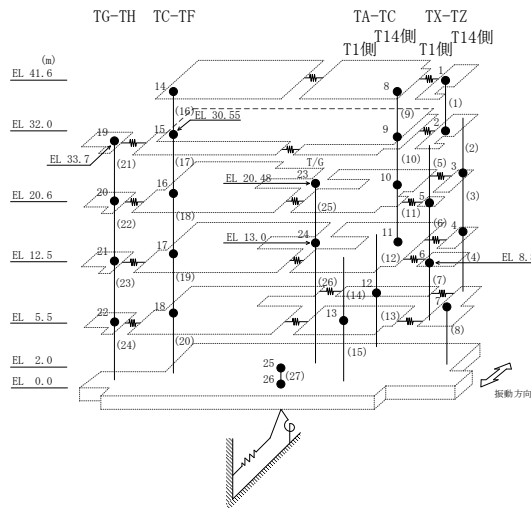 TG-TH TC-TF TA-TC TX-TZ
T1側 T14側 T1側 T14側
(m)
EL 41.6
EL 32.0
EL 20.6
EL 12.5
EL 5.5
EL 2.0
EL 0.0
14 8 1
(16) EL 30.55 (9) (1)
19 15 9 2
EL 33.7 (21) (17) (10) (2)
T/G
16 EL 20.48 23 10 (5) 3
20 (18) (25) (11) 5 (3)
(22)
17 EL 13.0 24 11 (6) 4
21 (19) (12) 6 (4)
(23) (26) (14) 12 (7)
22 18 13 (13) 7
(24) (20) (15) (8)
25
26 (27)
振動方向